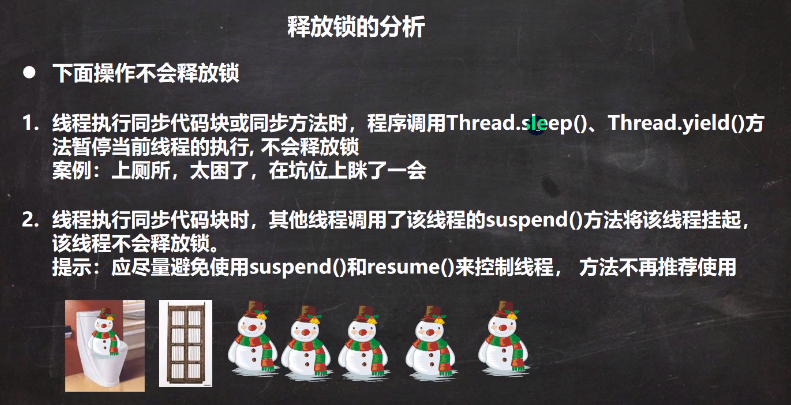 释放锁的分析
● 下面操作不会释放锁
1. 线程执行同步代码块或同步方法时，程序调用Thread.sleep()、Thread.yield()方
法暂停当前线程的执行, 不会释放锁
案例：上厕所，太困了，在坑位上眯了一会
2. 线程执行同步代码块时，其他线程调用了该线程的suspend()方法将该线程挂起，
该线程不会释放锁。
提示：应尽量避免使用suspend()和resume()来控制线程， 方法不再推荐使用